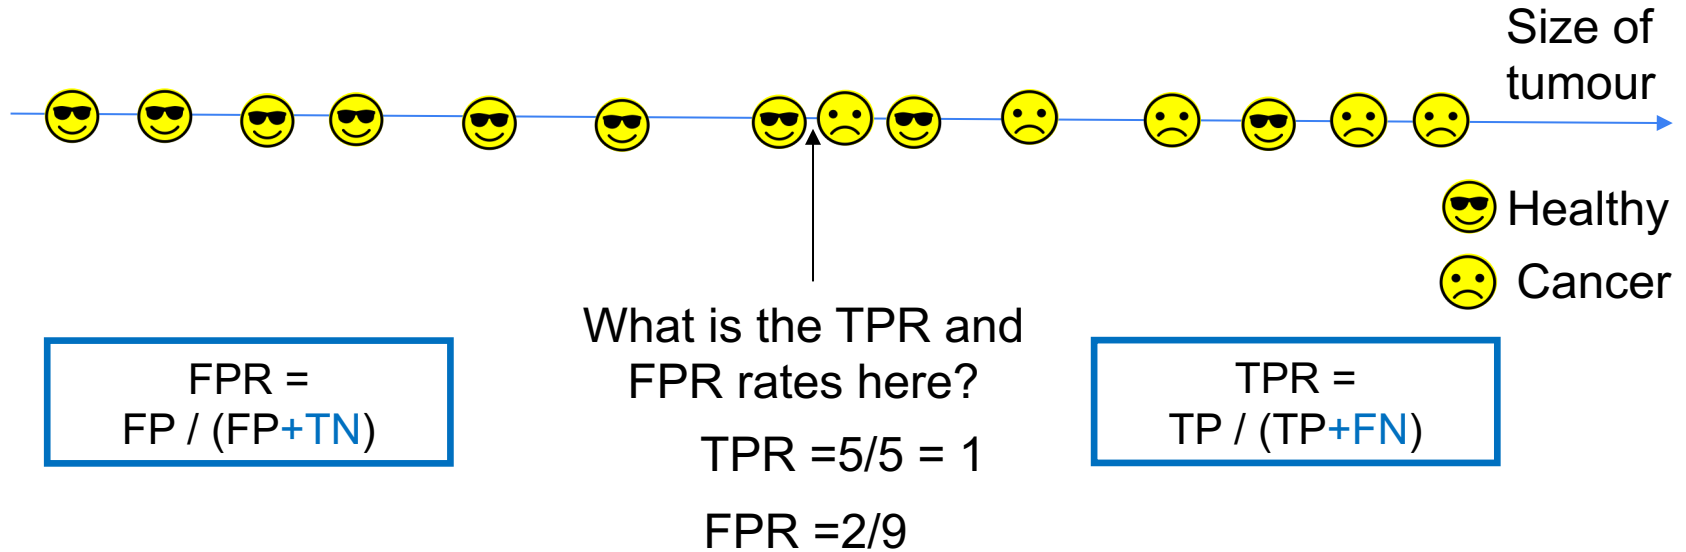 Size of
tumour
Healthy
Cancer
What is the TPR and
FPR rates here?
TPR =5/5 = 1
FPR =2/9
FPR =
FP / (FP+TN)
TPR =
TP / (TP+FN)